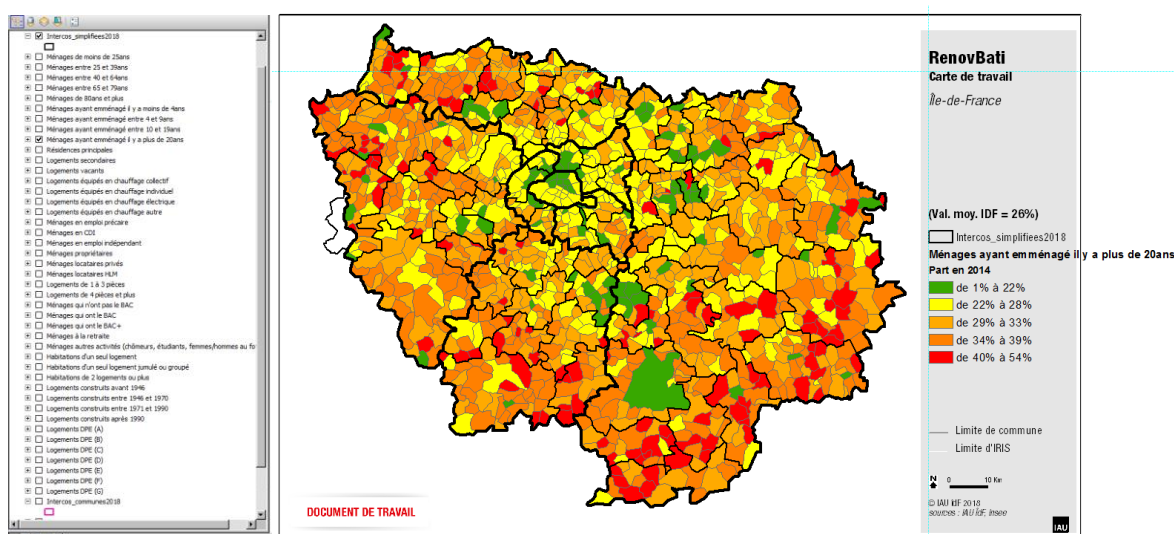 Intercos_simplifiees2018
Ménages de moins de 25ans
Ménages entre 25 et 39ans
Ménages entre 40 et 64ans
Ménages entre 65 et 79ans
Ménages de 80ans et plus
Ménages ayant emménagé il y a moins de 4ans
Ménages ayant emménagé entre 4 et 9ans
Ménages ayant emménagé entre 10 et 19ans
Ménages ayant emménagé il y a plus de 20ans
Résidences principales
Logements secondaires
Logements vacants
Logements équipés en chauffage collectif
Logements équipés en chauffage individuel
Logements équipés en chauffage électrique
Logements équipés en chauffage autre
Ménages en emploi précaire
Ménages en CDI
Ménages en emploi indépendant
Ménages propriétaires
Ménages locataires privés
Ménages locataires HLM
Logements de 1 à 3 pièces
Logements de 4 pièces et plus
Ménages qui n'ont pas le BAC
Ménages qui ont le BAC
Ménages qui ont le BAC+
Ménages à la retraite
Ménages autres activités (chômeurs, étudiants, femmes/hommes au fo
Habitations d'un seul logement
Habitations d'un seul logement jumulé ou groupé
Habitations de 2 logements ou plus
Logements construits avant 1946
Logements construits entre 1946 et 1970
Logements construits entre 1971 et 1990
Logements construits après 1990
Logements DPE (A)
Logements DPE (B)
Logements DPE (C)
Logements DPE (D)
Logements DPE (E)
Logements DPE (F)
Logements DPE (G)
Intercos_communes2018
DOCUMENT DE TRAVAIL
RenovBati
Carte de travail
Île-de-France
(Val. moy. IDF = 26%)
Intercos_simplifiees2018
Ménages ayant emménagé il y a plus de 20ans
Part en 2014
de 1% à 22%
de 22% à 28%
de 29% à 33%
de 34% à 39%
de 40% à 54%
Limite de commune
Limite d'IRIS
N 0 10 Km
© IAU îdF 2018
sources : IAU îdF, insee
IAU